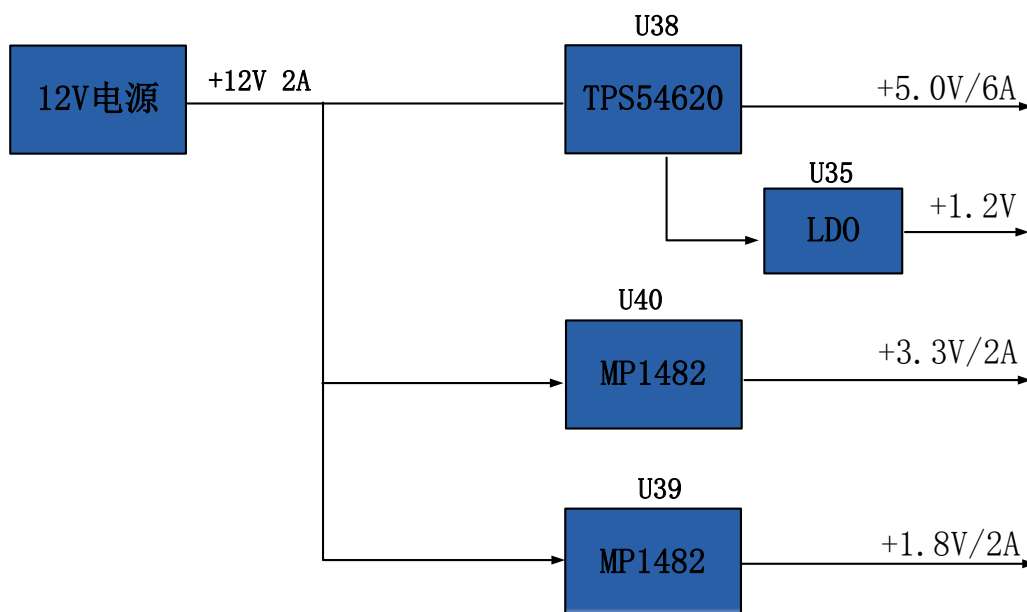 12V电源
+12V 2A
U38
TPS54620
+5.0V/6A
U35
LDO
+1.2V
U40
MP1482
+3.3V/2A
U39
MP1482
+1.8V/2A